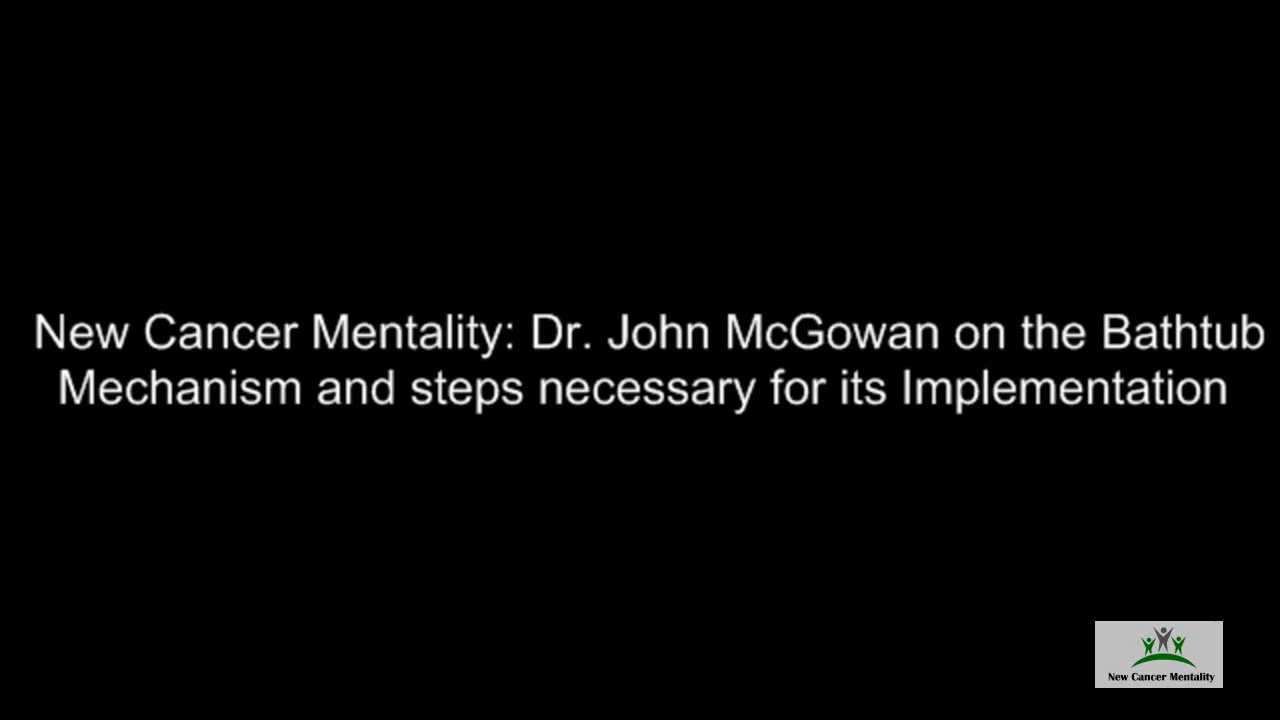 New Cancer Mentality: Dr. John McGowan on the Bathtub
Mechanism and steps necessary for its Implementation
New Cancer Mentality